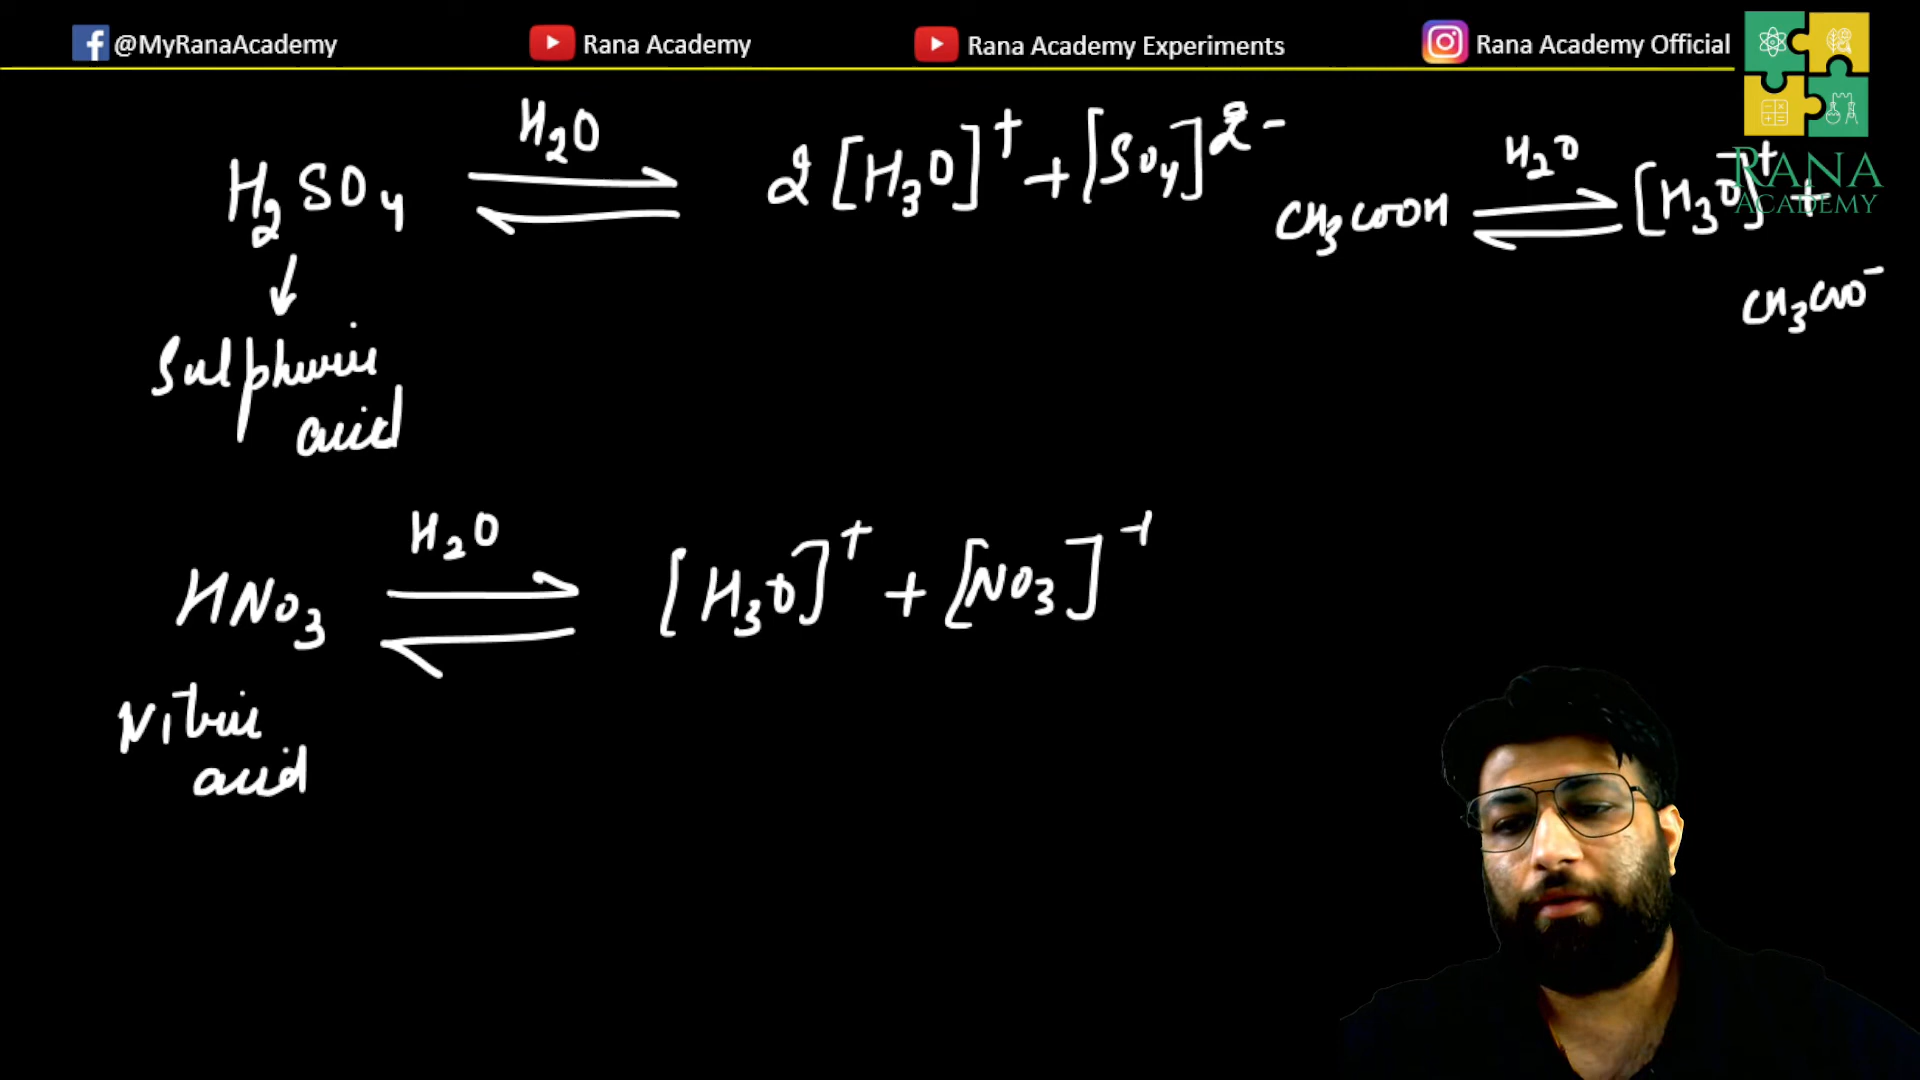 @MyRanaAcademy
Rana Academy
Rana Academy Experiments
Rana Academy Official
RANA
ACADEMY
H₂SO₄ ⇌ 2[H₃O]⁺ + [SO₄]²⁻
H₂O
Sulphuric
acid
H₂O
CH₃COOH ⇌ [H₃O]⁺ +
CH₃COO⁻
H₂O
HNO₃ ⇌ [H₃O]⁺ + [NO₃]⁻¹
Nitric
acid